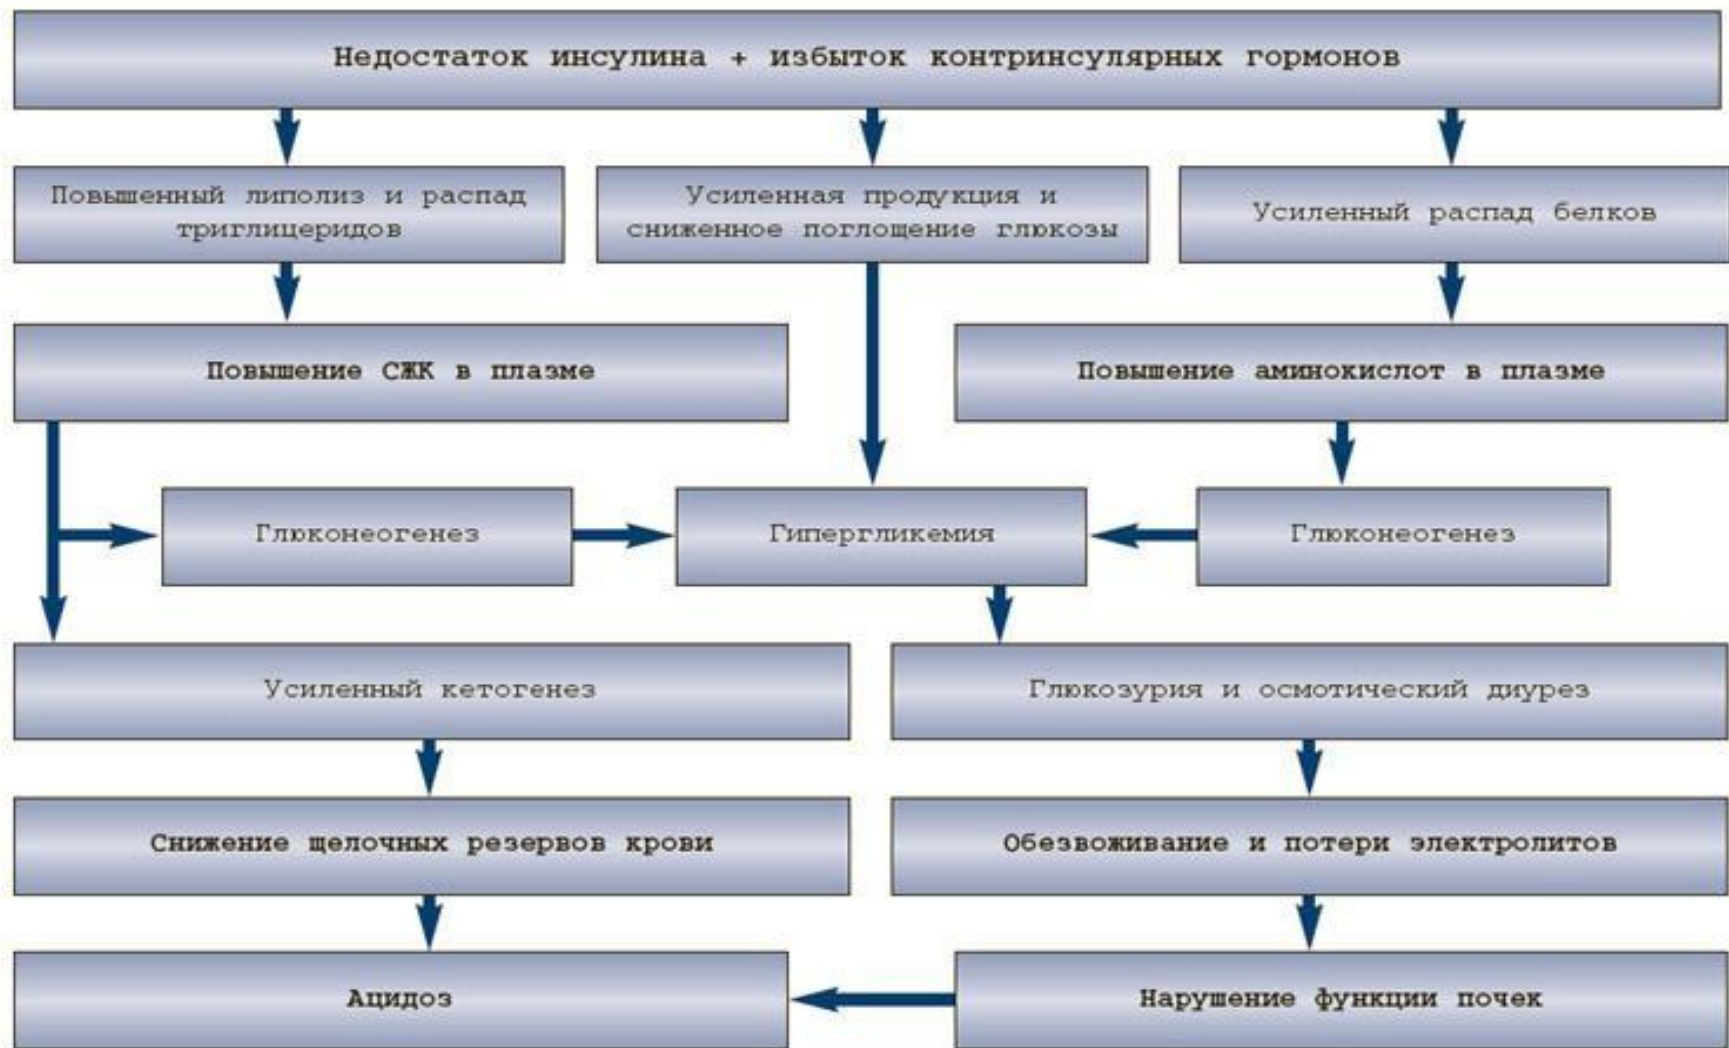 Недостаток инсулина + избыток контринсулярных гормонов
Повышенный липолиз и распад
триглицеридов
Усиленная продукция и
сниженное поглощение глюкозы
Усиленный распад белков
Повышение СЖК в плазме
Повышение аминокислот в плазме
Глюконеогенез
Гипергликемия
Глюконеогенез
Усиленный кетогенез
Глюкозурия и осмотический диурез
Снижение щелочных резервов крови
Обезвоживание и потери электролитов
Ацидоз
Нарушение функции почек